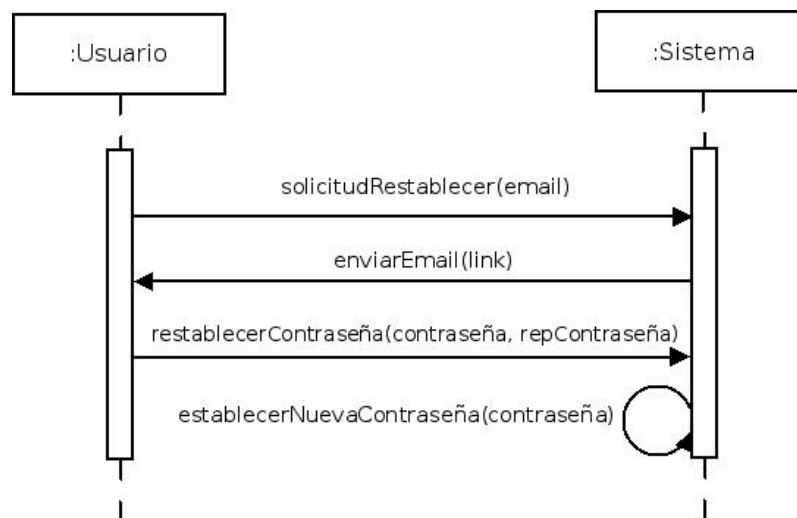 :Usuario
:Sistema
solicitudRestablecer(email)
enviarEmail(link)
restablecerContraseña(contraseña, repContraseña)
establecerNuevaContraseña(contraseña)